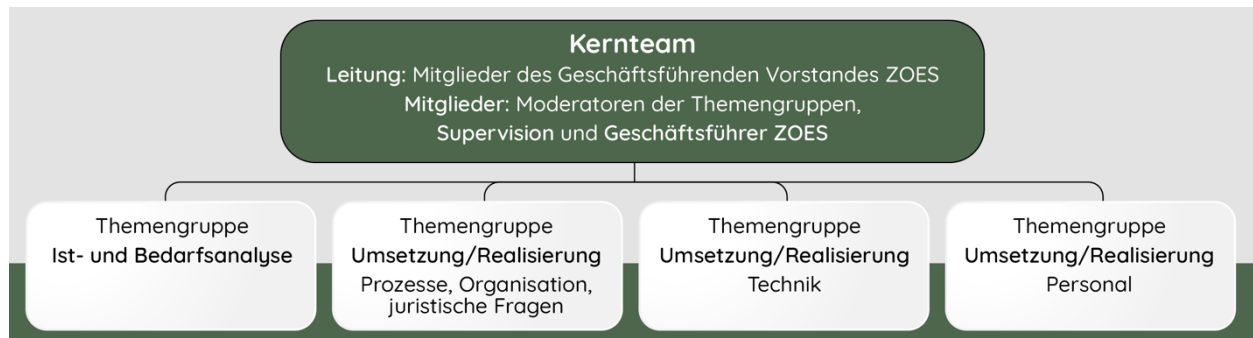 Kernteam
Leitung: Mitglieder des Geschäftsführenden Vorstandes ZOES
Mitglieder: Moderatoren der Themengruppen,
Supervision und Geschäftsführer ZOES
Themengruppe
Ist- und Bedarfsanalyse
Themengruppe
Umsetzung/Realisierung
Prozesse, Organisation,
juristische Fragen
Themengruppe
Umsetzung/Realisierung
Technik
Themengruppe
Umsetzung/Realisierung
Personal